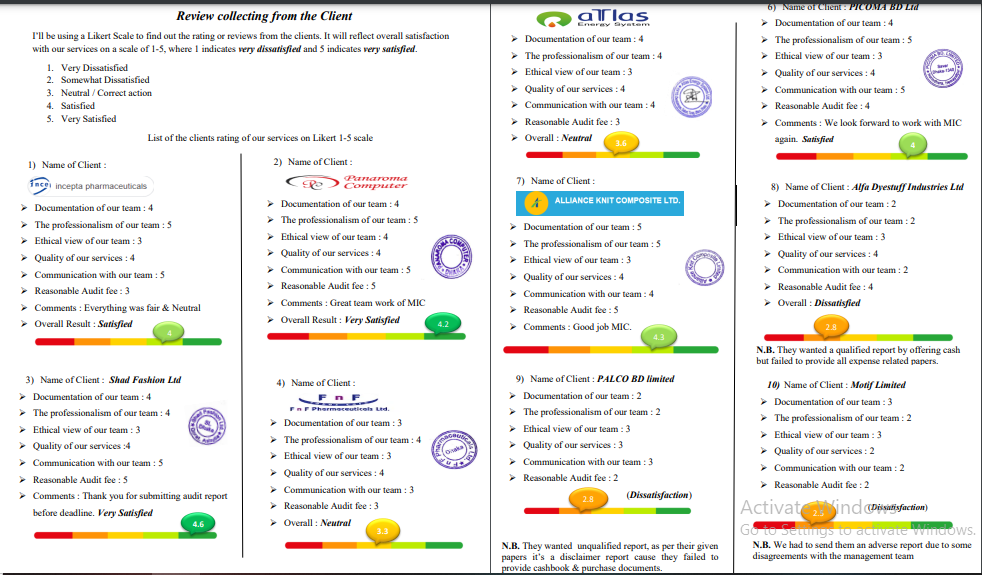 Review collecting from the Client
I'll be using a Likert Scale to find out the rating or reviews from the clients. It will reflect overall satisfaction
with our services on a scale of 1-5, where 1 indicates very dissatisfied and 5 indicates very satisfied.
1. Very Dissatisfied
2. Somewhat Dissatisfied
3. Neutral / Correct action
4. Satisfied
5. Very Satisfied
List of the clients rating of our services on Likert 1-5 scale
1) Name of Client :
incepta pharmaceuticals
➢ Documentation of our team : 4
➢ The professionalism of our team : 5
➢ Ethical view of our team : 3
➢ Quality of our services : 4
➢ Communication with our team : 5
➢ Reasonable Audit fee : 3
➢ Comments : Everything was fair & Neutral
➢ Overall Result : Satisfied
4
2) Name of Client :
Panaroma
Computer
➢ Documentation of our team : 4
➢ The professionalism of our team : 5
➢ Ethical view of our team : 4
➢ Quality of our services : 4
➢ Communication with our team : 5
➢ Reasonable Audit fee : 5
➢ Comments : Great team work of MIC
➢ Overall Result : Very Satisfied
4.2
3) Name of Client : Shad Fashion Ltd
➢ Documentation of our team : 4
➢ The professionalism of our team : 4
➢ Ethical view of our team : 3
➢ Quality of our services :4
➢ Communication with our team : 5
➢ Reasonable Audit fee : 5
➢ Comments : Thank you for submitting audit report
before deadline. Very Satisfied
4.6
4) Name of Client :
F n F
F n F Pharmaceuticals Ltd.
➢ Documentation of our team : 3
➢ The professionalism of our team : 4
➢ Ethical view of our team : 3
➢ Quality of our services : 4
➢ Communication with our team : 3
➢ Reasonable Audit fee : 3
➢ Overall : Neutral
3.3
aTlas
Energy System
➢ Documentation of our team : 4
➢ The professionalism of our team : 4
➢ Ethical view of our team : 3
➢ Quality of our services : 4
➢ Communication with our team : 4
➢ Reasonable Audit fee : 3
➢ Overall : Neutral
3.6
7) Name of Client :
ALLIANCE KNIT COMPOSITE LTD.
➢ Documentation of our team : 5
➢ The professionalism of our team : 5
➢ Ethical view of our team : 3
➢ Quality of our services : 4
➢ Communication with our team : 4
➢ Reasonable Audit fee : 5
➢ Comments : Good job MIC.
4.3
9) Name of Client : PALCO BD limited
➢ Documentation of our team : 2
➢ The professionalism of our team : 2
➢ Ethical view of our team : 3
➢ Quality of our services : 3
➢ Communication with our team : 3
➢ Reasonable Audit fee : 2
(Dissatisfaction)
2.8
N.B. They wanted unqualified report, as per their given
papers it's a disclaimer report cause they failed to
provide cashbook & purchase documents.
6) Name of Client : PICOMA BD Ltd
➢ Documentation of our team : 4
➢ The professionalism of our team : 5
➢ Ethical view of our team : 3
➢ Quality of our services : 4
➢ Communication with our team : 5
➢ Reasonable Audit fee : 4
➢ Comments : We look forward to work with MIC
again. Satisfied
4
8) Name of Client : Alfa Dyestuff Industries Ltd
➢ Documentation of our team : 2
➢ The professionalism of our team : 2
➢ Ethical view of our team : 3
➢ Quality of our services : 4
➢ Communication with our team : 2
➢ Reasonable Audit fee : 4
➢ Overall : Dissatisfied
2.8
N.B. They wanted a qualified report by offering cash
but failed to provide all expense related papers.
10) Name of Client : Motif Limited
➢ Documentation of our team : 3
➢ The professionalism of our team : 2
➢ Ethical view of our team : 3
➢ Quality of our services : 2
➢ Communication with our team : 2
➢ Reasonable Audit fee : 2
Activate Windows
(Dissatisfaction)
Go to Settings to activate Windows.
N.B. We had to send them an adverse report due to some
disagreements with the management team